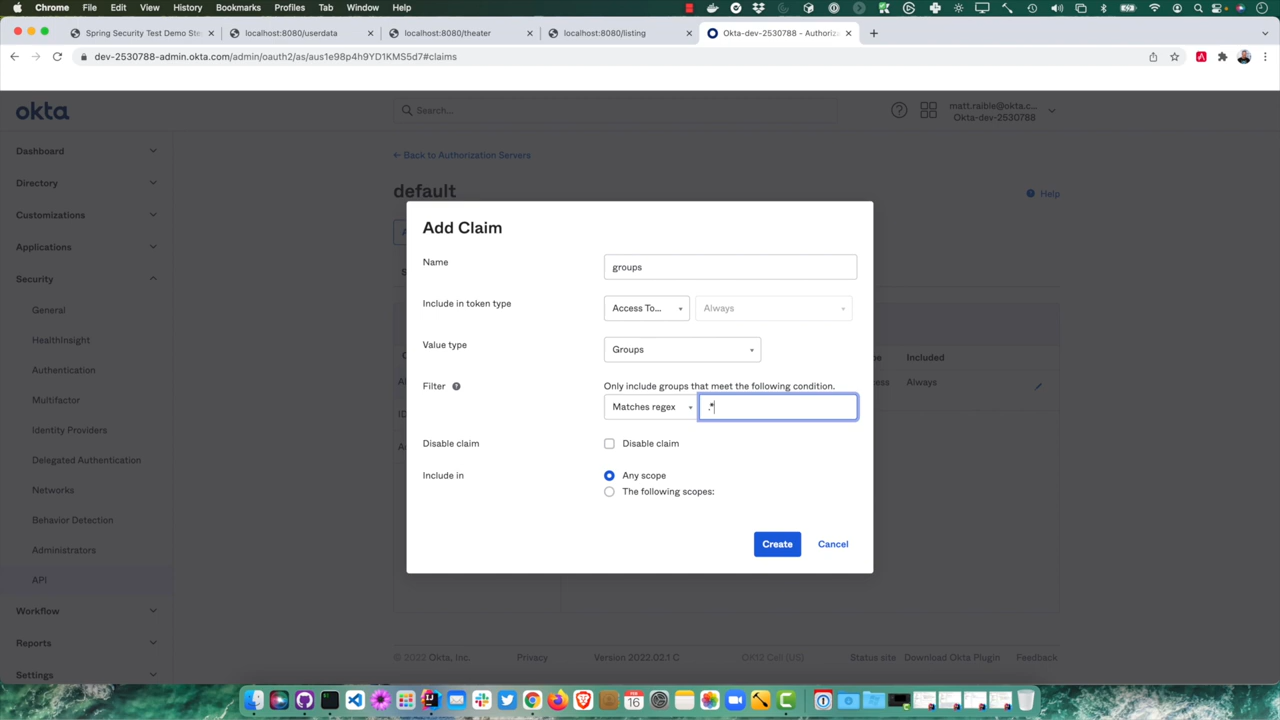 Chrome File Edit View History Bookmarks Profiles Tab Window Help
Spring Security Test Demo Ste
localhost:8080/userdata
localhost:8080/theater
localhost:8080/listing
Okta-dev-2530788 - Authoriz
dev-2530788-admin.okta.com/admin/oauth2/as/aus1e98p4h9YD1KMS5d7#claims
okta
Search...
matt.raible@okta.c...
Okta-dev-2530788
Dashboard
Directory
Customizations
Applications
Security
General
HealthInsight
Authentication
Multifactor
Identity Providers
Delegated Authentication
Networks
Behavior Detection
Administrators
API
Workflow
Reports
Settings
← Back to Authorization Servers
default
Help
Add Claim
Name
groups
Include in token type
Access To...
Always
Value type
Groups
Filter
Only include groups that meet the following condition.
Matches regex
.*
Disable claim
Disable claim
Include in
Any scope
The following scopes:
Create
Cancel
Included
Always
© 2022 Okta, Inc.
Privacy
Version 2022.02.1 C
OK12 Cell (US)
Status site
Download Okta Plugin
Feedback
FEB
16